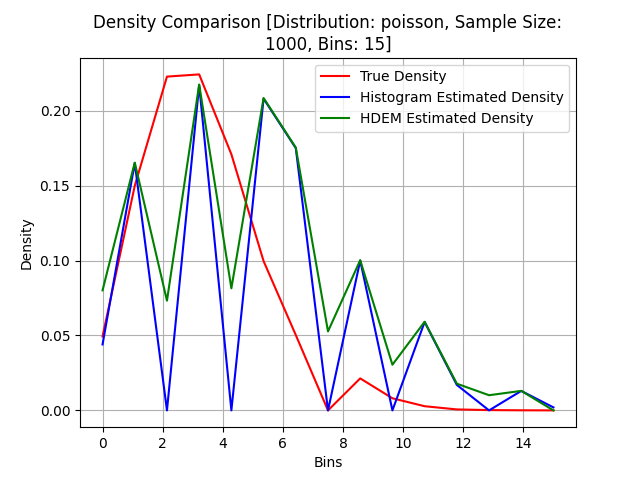 Density Comparison [Distribution: poisson, Sample Size:
1000, Bins: 15]
True Density
Histogram Estimated Density
HDEM Estimated Density
Density
0.20
0.15
0.10
0.05
0.00
0 2 4 6 8 10 12 14
Bins